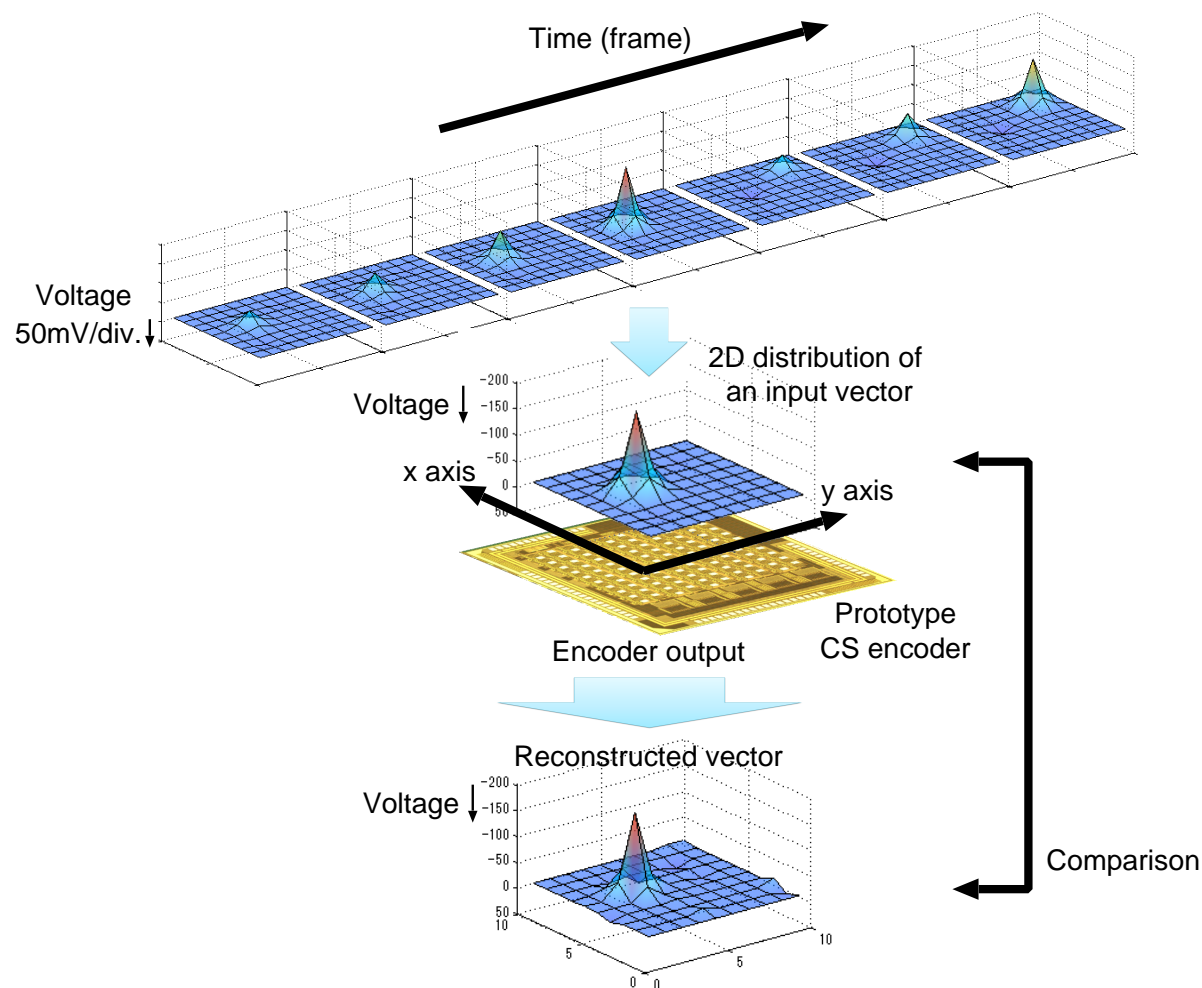 Time (frame)
Voltage
50mV/div.
2D distribution of
an input vector
Voltage
-200
-150
-100
-50
0
50
x axis
y axis
Prototype
CS encoder
Encoder output
Reconstructed vector
Voltage
-200
-150
-100
-50
0
50
10
5
0
0
5
10
Comparison